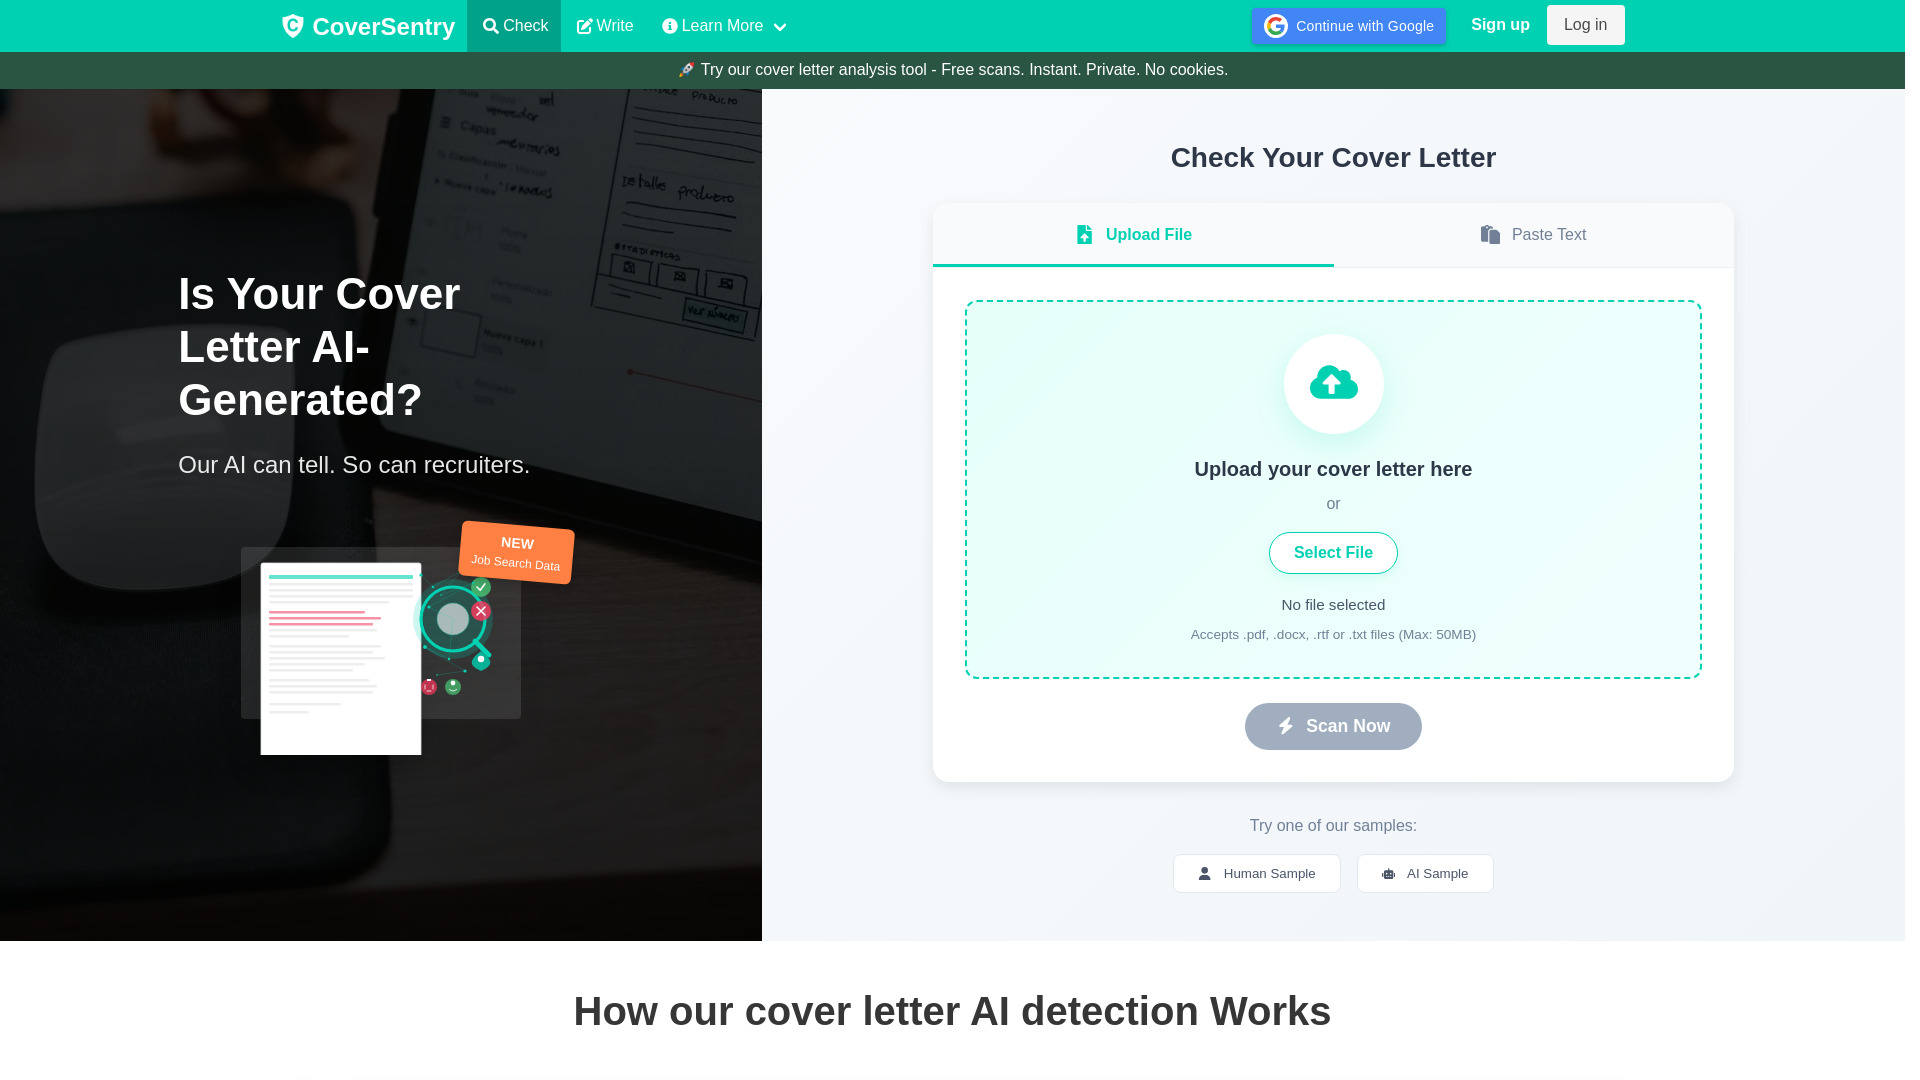 CoverSentry
Check
Write
Learn More
Continue with Google
Sign up
Log in
🚀 Try our cover letter analysis tool - Free scans. Instant. Private. No cookies.
Capas
Detalles producto
Is Your Cover
Letter AI-
Generated?
Our AI can tell. So can recruiters.
NEW
Job Search Data
Check Your Cover Letter
Upload File
Paste Text
Upload your cover letter here
or
Select File
No file selected
Accepts .pdf, .docx, .rtf or .txt files (Max: 50MB)
Scan Now
Try one of our samples:
Human Sample
AI Sample
How our cover letter AI detection Works